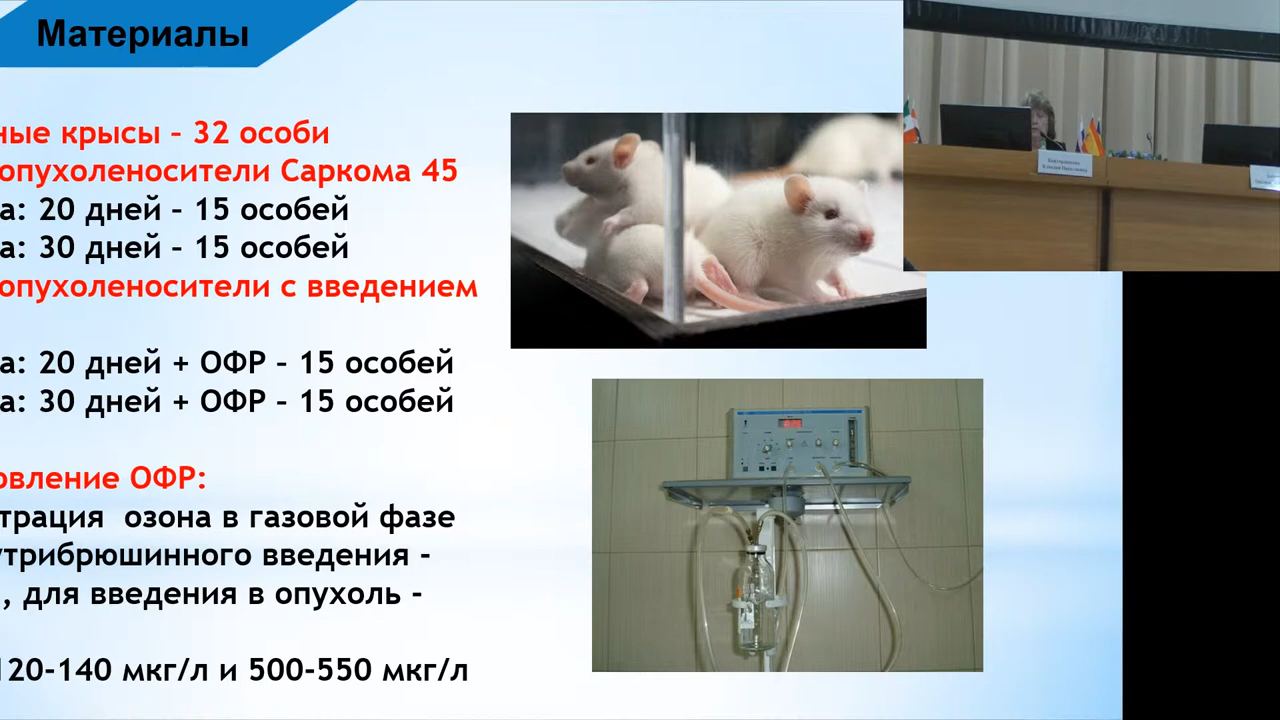 Материалы
ные крысы – 32 особи
опухоленосители Саркома 45
а: 20 дней – 15 особей
а: 30 дней – 15 особей
опухоленосители с введением
а: 20 дней + ОФР – 15 особей
а: 30 дней + ОФР – 15 особей
овление ОФР:
трация озона в газовой фазе
утрибрюшинного введения -
, для введения в опухоль -
120-140 мкг/л и 500-550 мкг/л